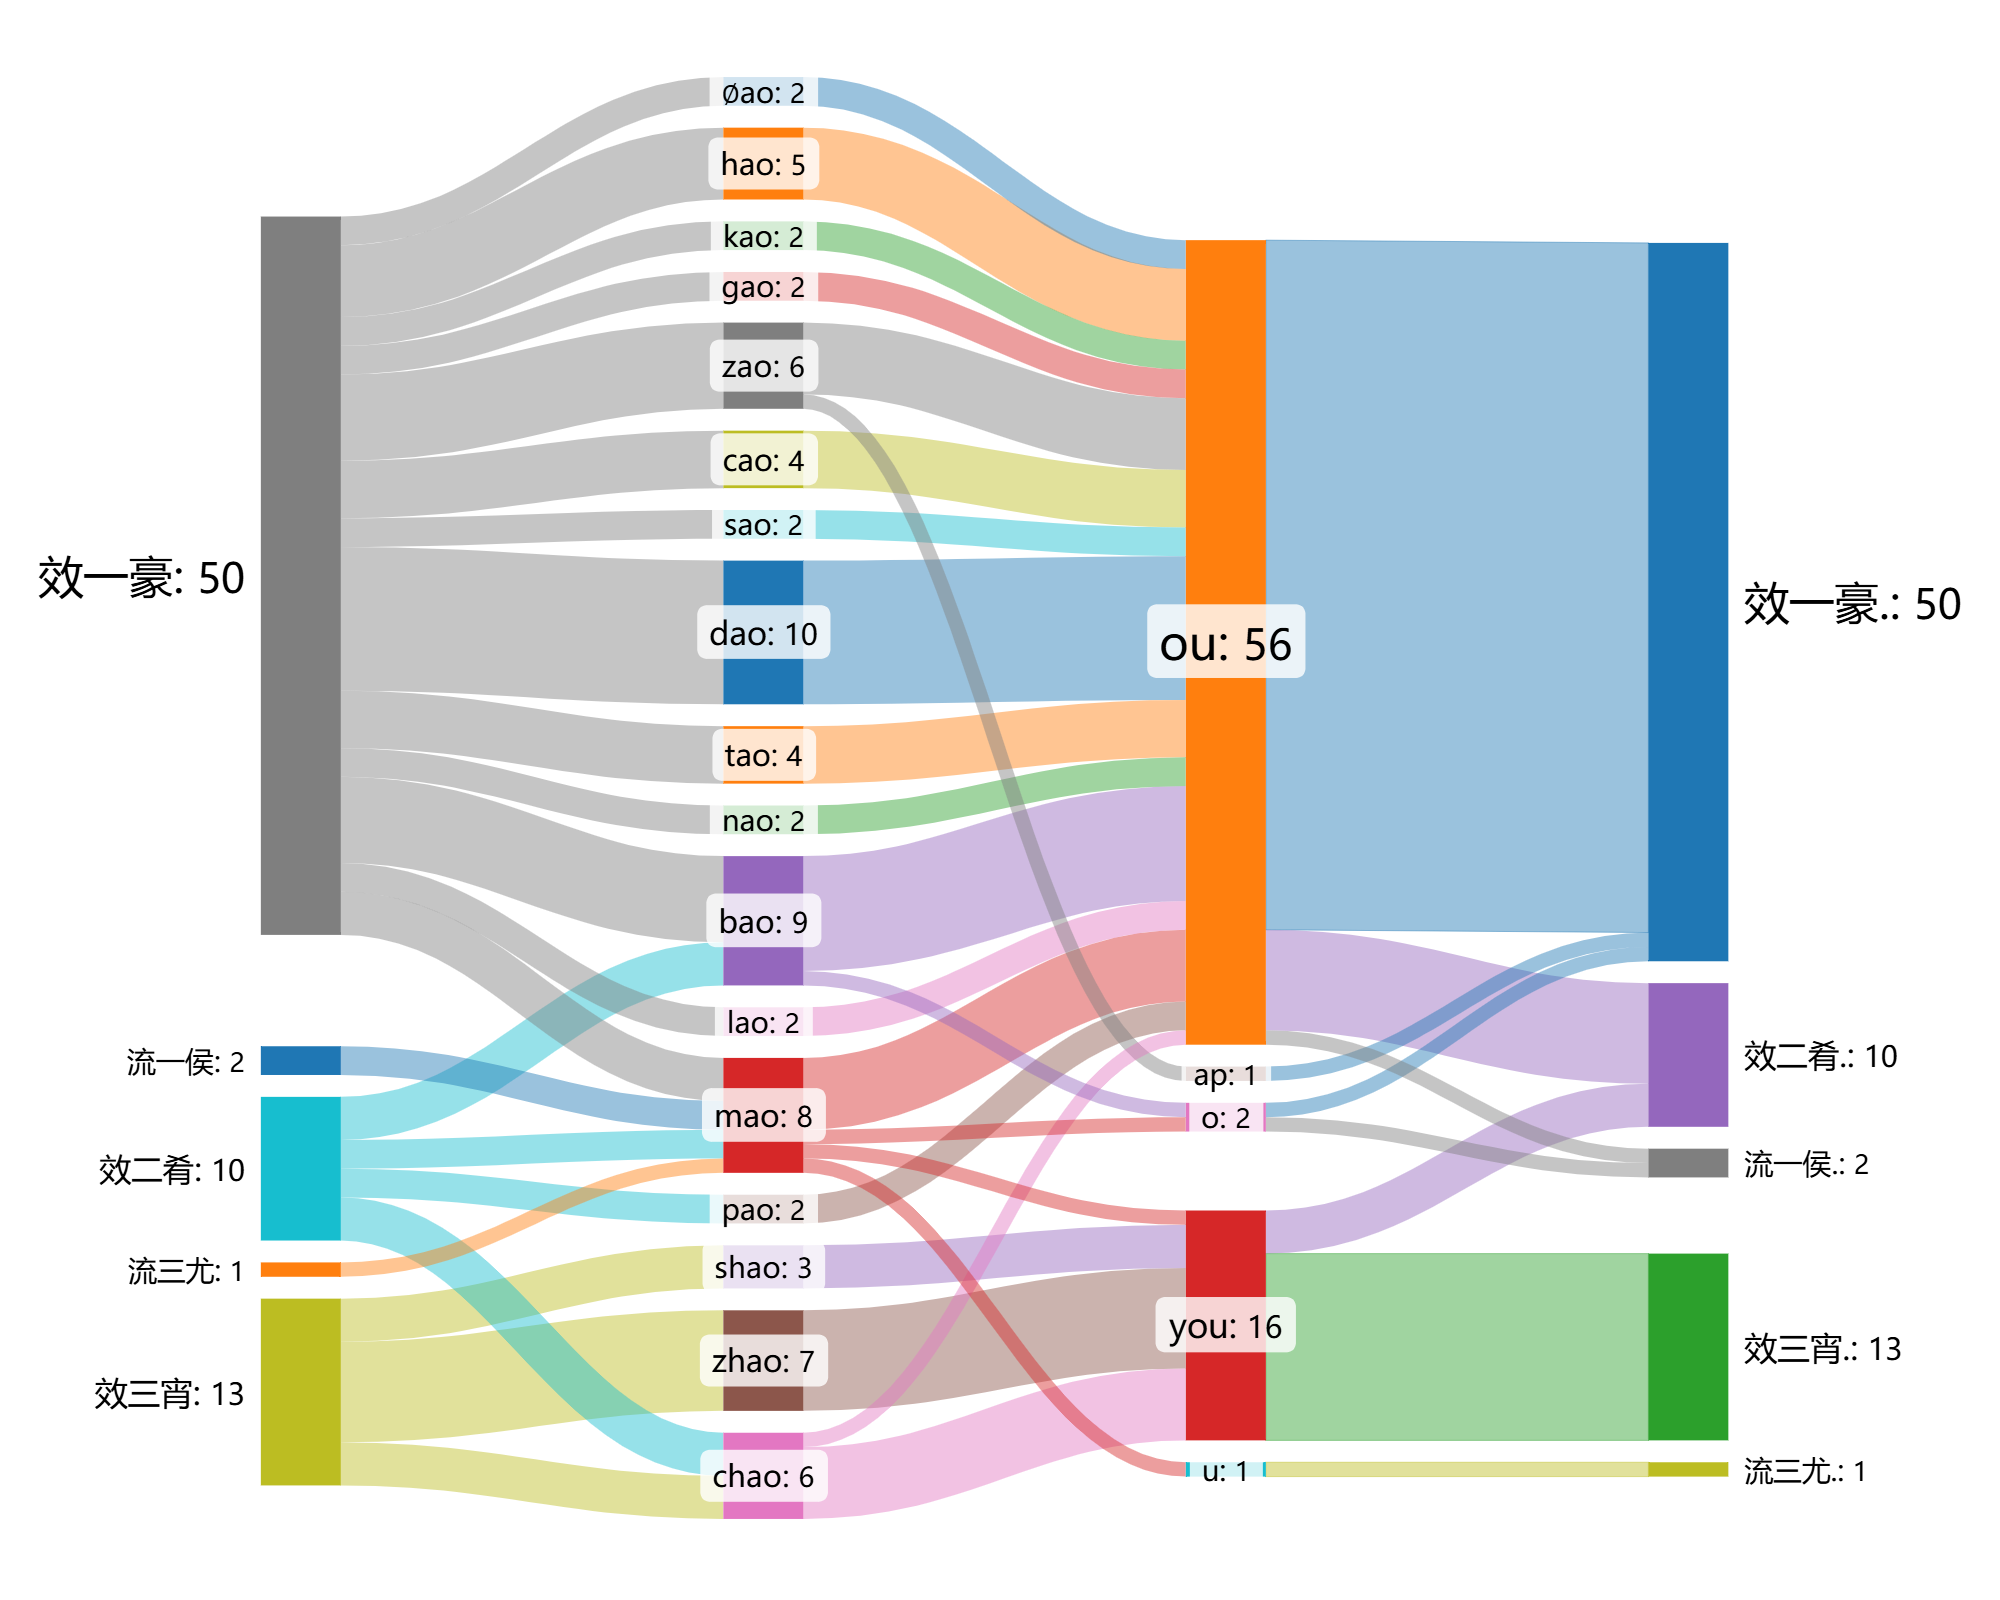 效一豪: 50
流一侯: 2
效二肴: 10
流三尤: 1
效三宵: 13
∅ao: 2
hao: 5
kao: 2
gao: 2
zao: 6
cao: 4
sao: 2
dao: 10
tao: 4
nao: 2
bao: 9
lao: 2
mao: 8
pao: 2
shao: 3
zhao: 7
chao: 6
ou: 56
ap: 1
o: 2
you: 16
u: 1
效一豪.: 50
效二肴.: 10
流一侯.: 2
效三宵.: 13
流三尤.: 1